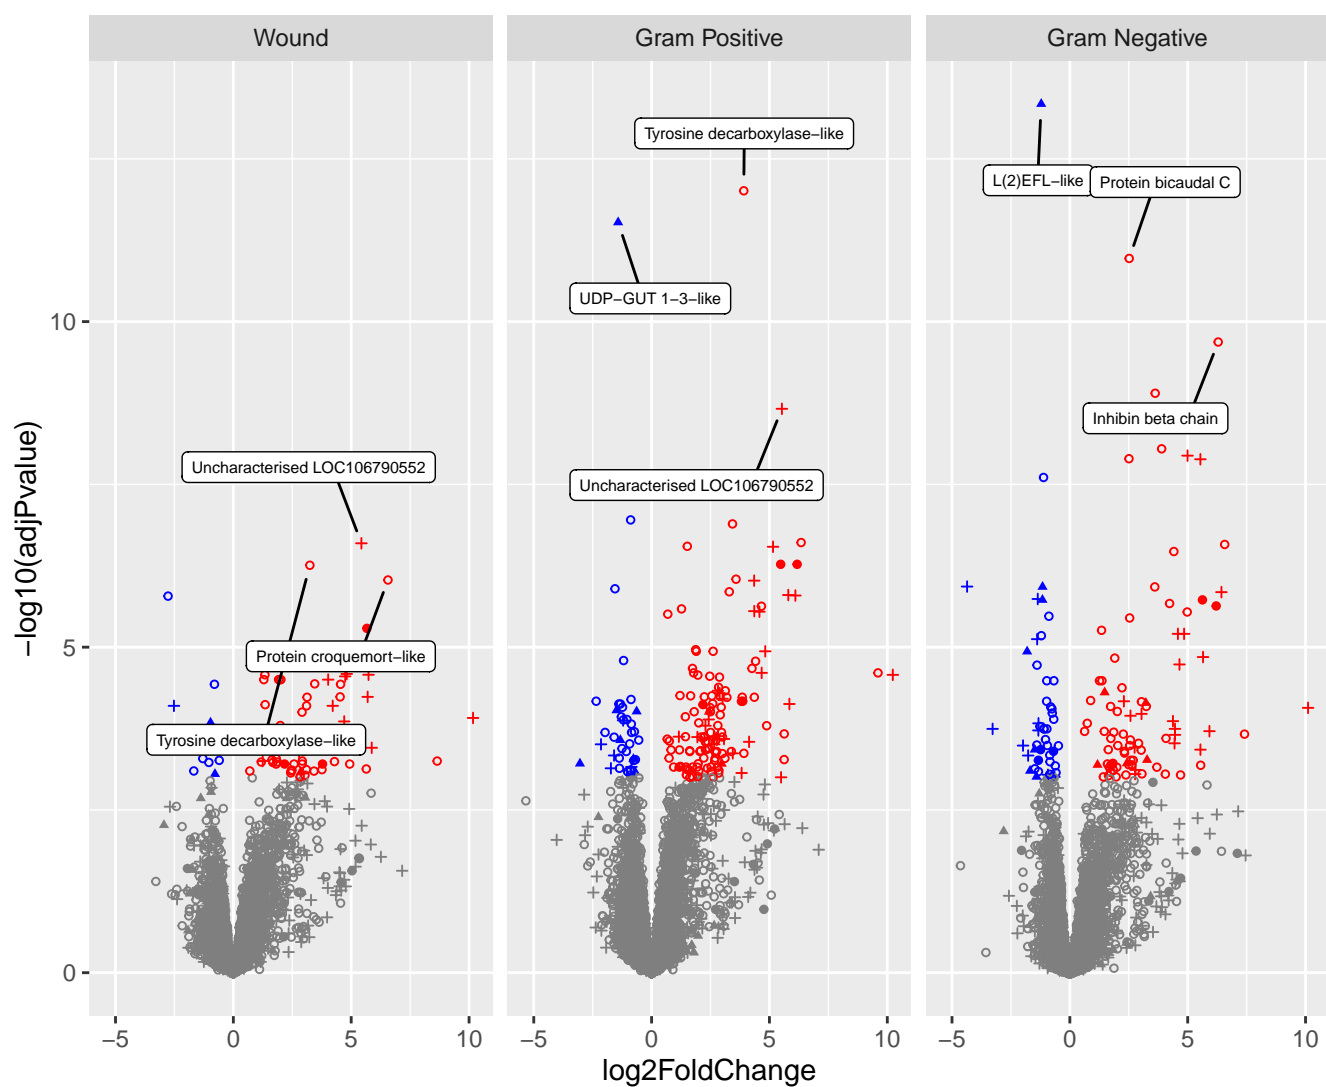 Wound
Gram Positive
Gram Negative
Tyrosine decarboxylase−like
L(2)EFL−like
Protein bicaudal C
UDP−GUT 1−3−like
Inhibin beta chain
Uncharacterised LOC106790552
Uncharacterised LOC106790552
Protein croquemort−like
Tyrosine decarboxylase−like
10
5
0
−log10(adjPvalue)
−5 0 5 10
−5 0 5 10
−5 0 5 10
log2FoldChange